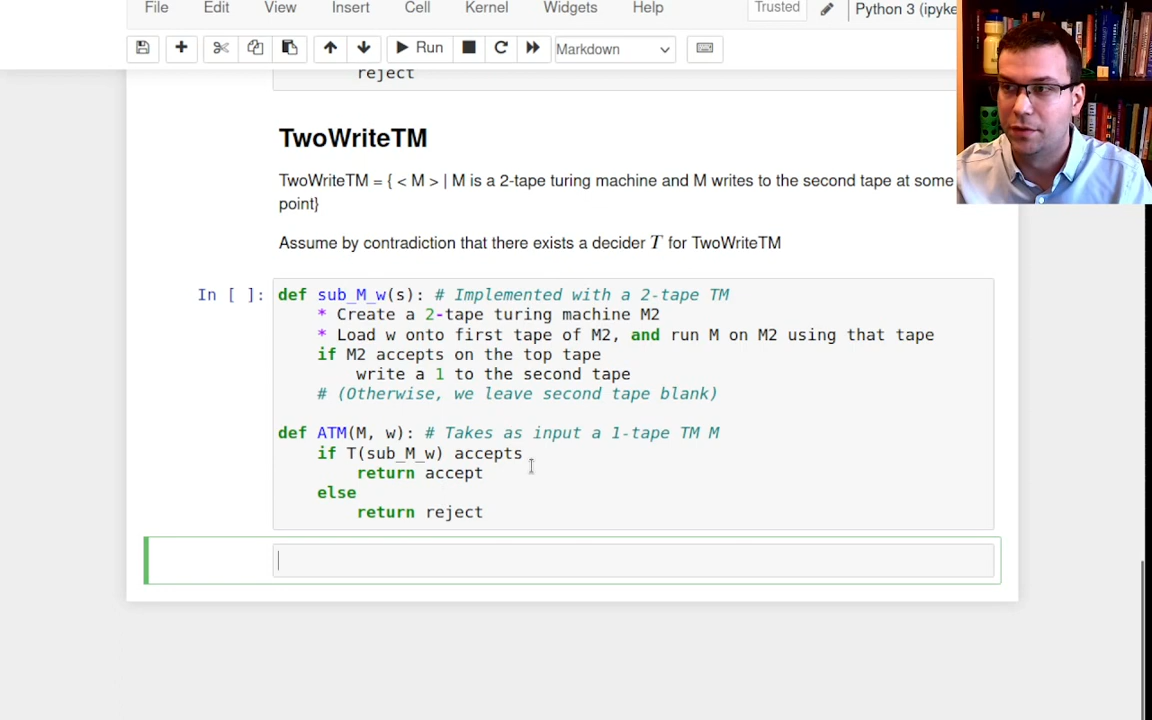 File Edit View Insert Cell Kernel Widgets Help Trusted Python 3 (ipyke
Run Markdown
reject
TwoWriteTM
TwoWriteTM = { < M > | M is a 2-tape turing machine and M writes to the second tape at some
point}
Assume by contradiction that there exists a decider T for TwoWriteTM
In [ ]: def sub_M_w(s): # Implemented with a 2-tape TM
* Create a 2-tape turing machine M2
* Load w onto first tape of M2, and run M on M2 using that tape
if M2 accepts on the top tape
write a 1 to the second tape
# (Otherwise, we leave second tape blank)
def ATM(M, w): # Takes as input a 1-tape TM M
if T(sub_M_w) accepts
return accept
else
return reject